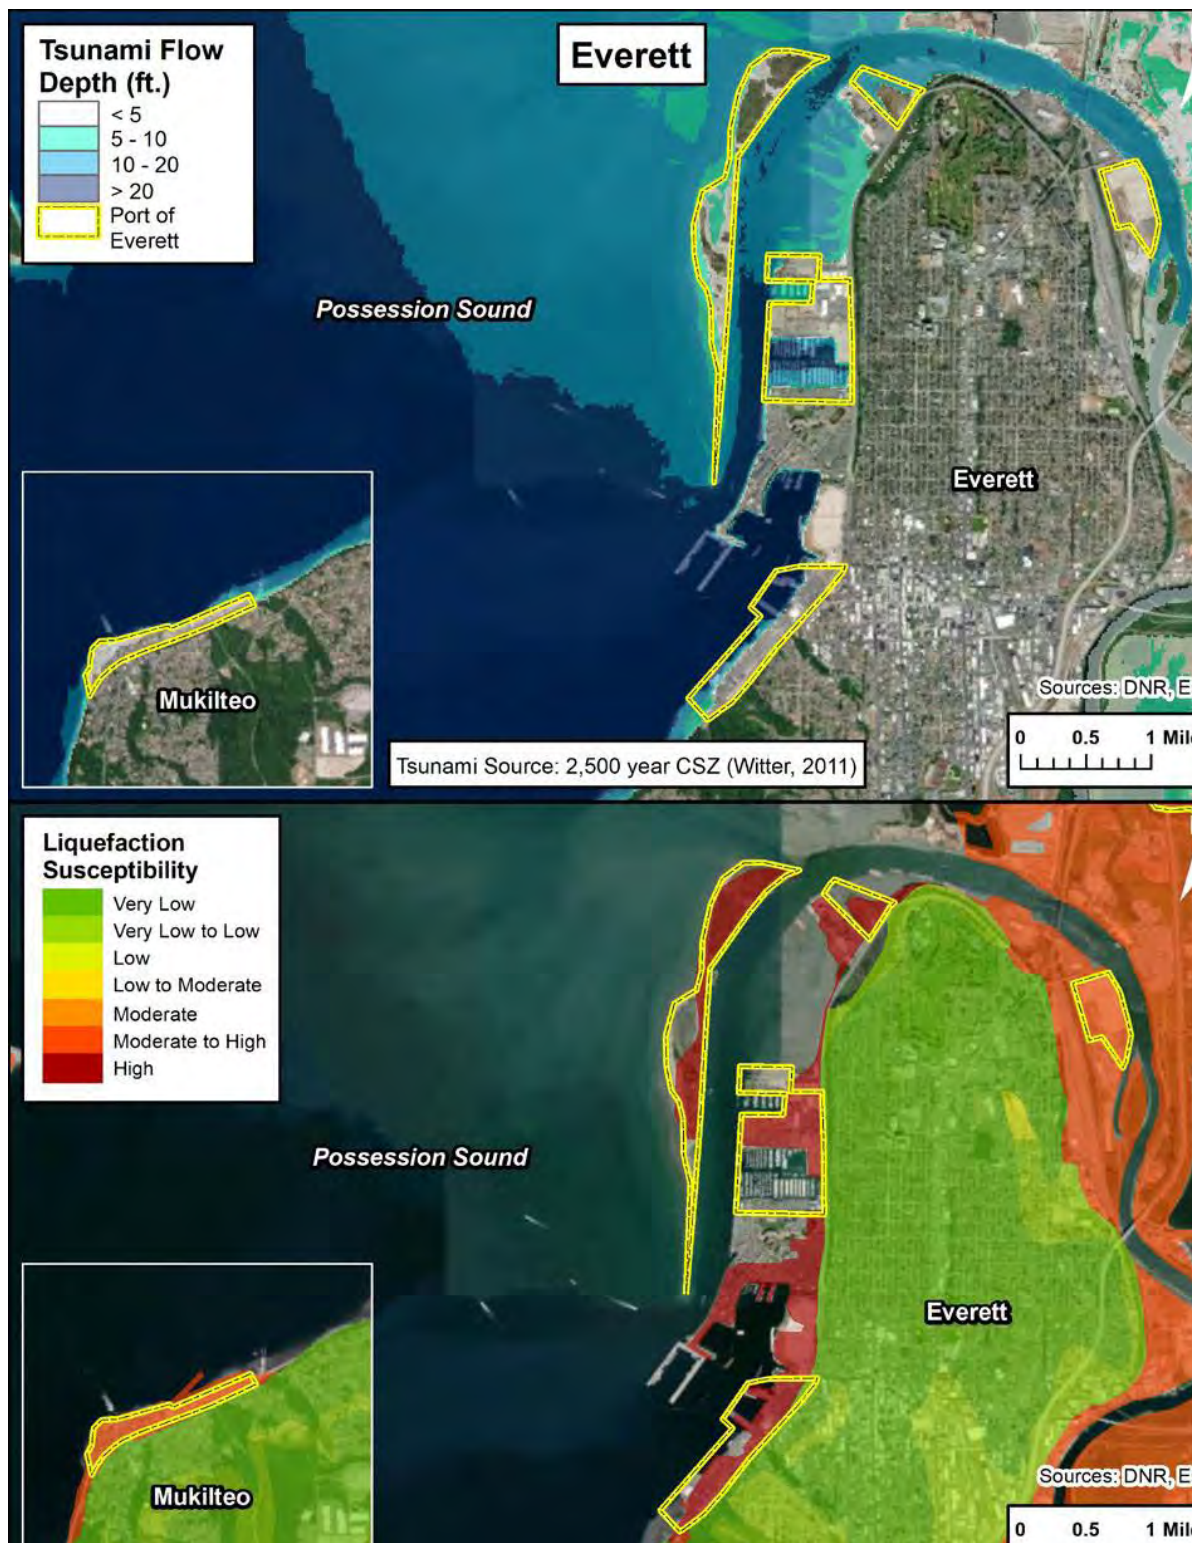 Tsunami Flow
Depth (ft.)
< 5
5 - 10
10 - 20
> 20
Port of
Everett
Everett
Possession Sound
Everett
Mukilteo
Sources: DNR, E
0 0.5 1 Mile
Tsunami Source: 2,500 year CSZ (Witter, 2011)
Liquefaction
Susceptibility
Very Low
Very Low to Low
Low
Low to Moderate
Moderate
Moderate to High
High
Possession Sound
Everett
Mukilteo
Sources: DNR, E
0 0.5 1 Mile